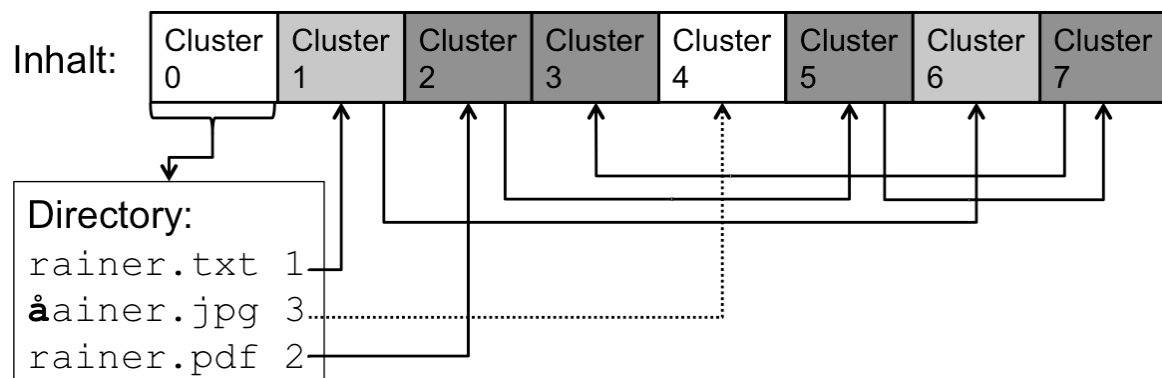 Inhalt:
Cluster 0
Cluster 1
Cluster 2
Cluster 3
Cluster 4
Cluster 5
Cluster 6
Cluster 7
Directory:
rainer.txt 1
åainer.jpg 3
rainer.pdf 2